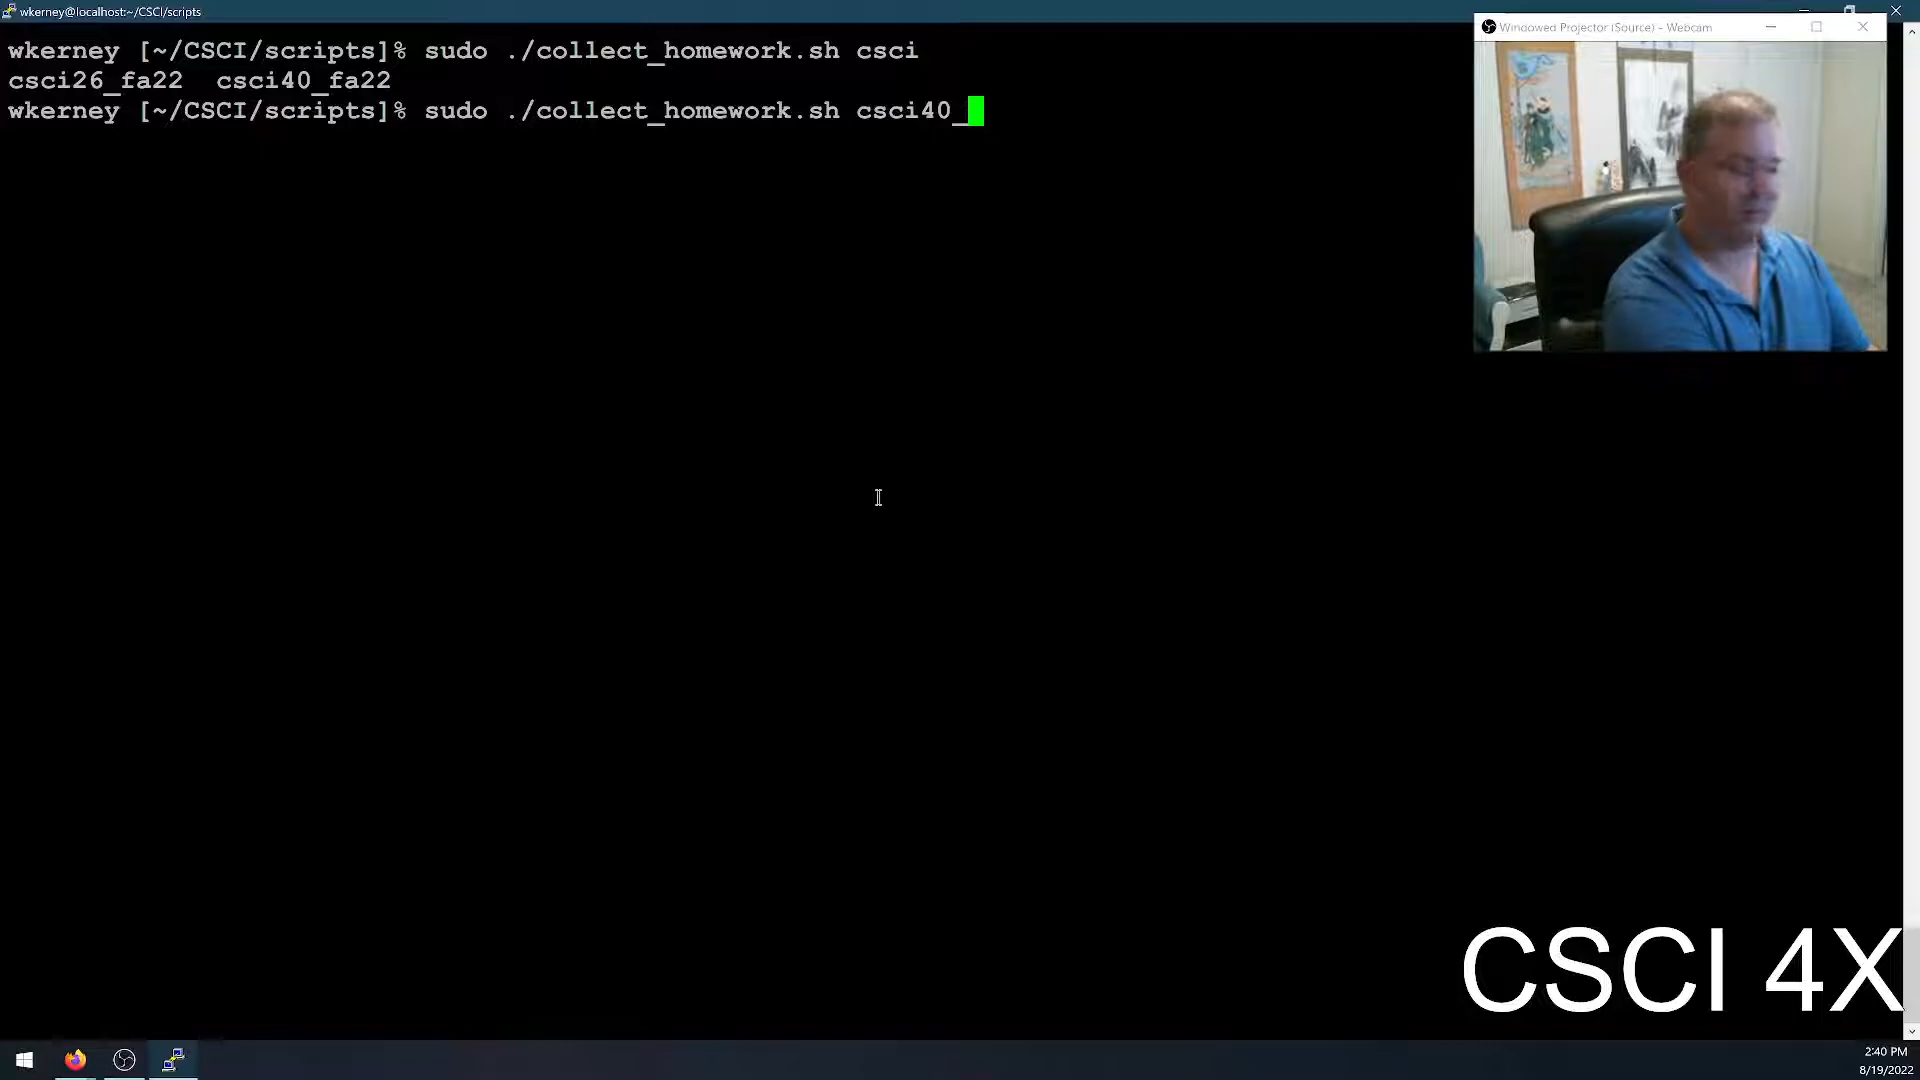 wkerney@localhost:~/CSCI/scripts
Windowed Projector (Source) - Webcam
wkerney [~/CSCI/scripts]% sudo ./collect_homework.sh csci
csci26_fa22  csci40_fa22
wkerney [~/CSCI/scripts]% sudo ./collect_homework.sh csci40_
CSCI 4X
2:40 PM
8/19/2022